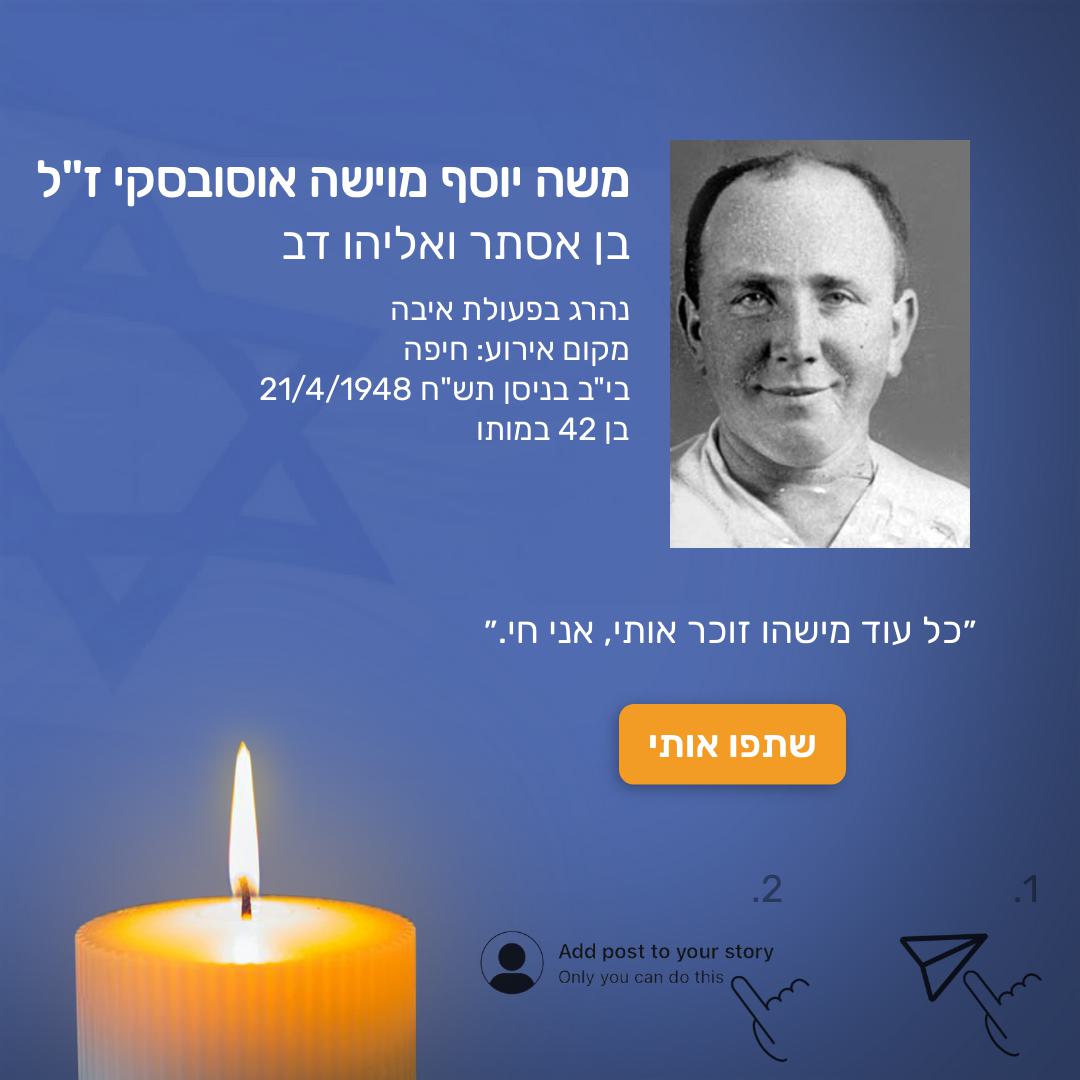 משה יוסף מוישה אוסובסקי ז"ל
בן אסתר ואליהו דב
נהרג בפעולת איבה
מקום אירוע: חיפה
בי"ב בניסן תש"ח 21/4/1948
בן 42 במותו
״כל עוד מישהו זוכר אותי, אני חי.״
שתפו אותי
1.
2.
Add post to your story
Only you can do this